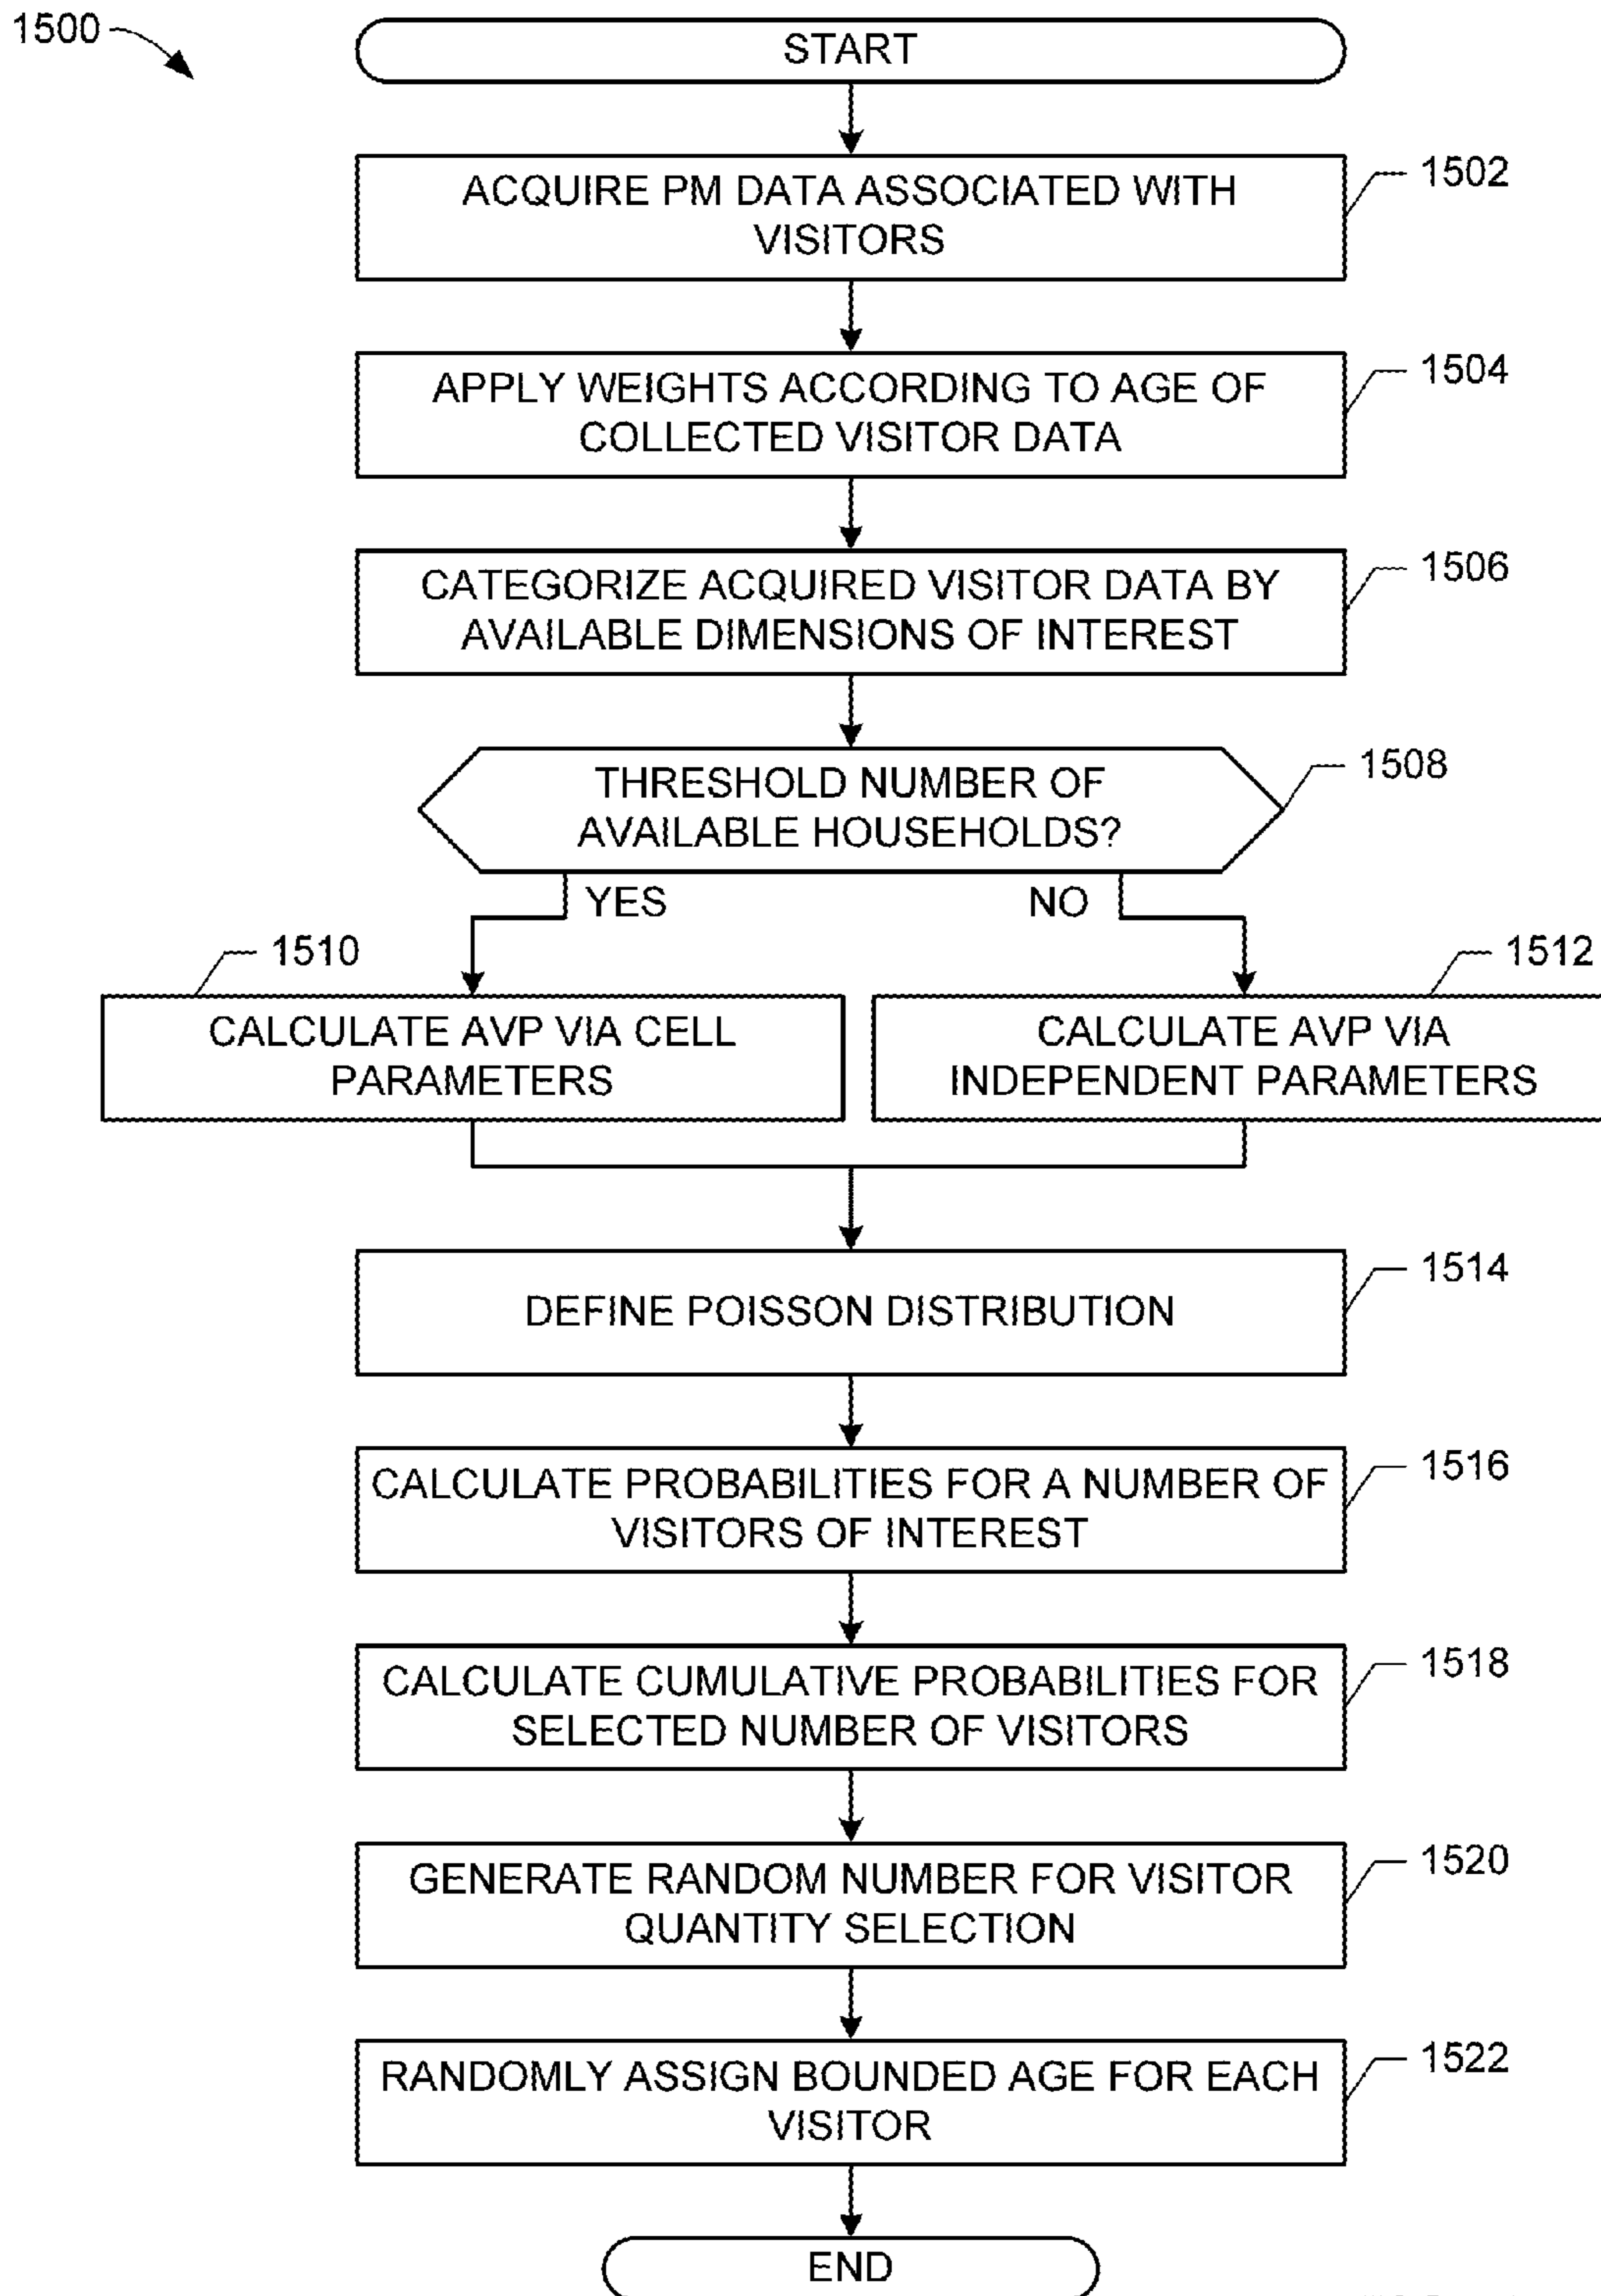 1500
START
ACQUIRE PM DATA ASSOCIATED WITH
VISITORS
1502
APPLY WEIGHTS ACCORDING TO AGE OF
COLLECTED VISITOR DATA
1504
CATEGORIZE ACQUIRED VISITOR DATA BY
AVAILABLE DIMENSIONS OF INTEREST
1506
THRESHOLD NUMBER OF
AVAILABLE HOUSEHOLDS?
1508
YES
NO
1510
CALCULATE AVP VIA CELL
PARAMETERS
1512
CALCULATE AVP VIA
INDEPENDENT PARAMETERS
DEFINE POISSON DISTRIBUTION
1514
CALCULATE PROBABILITIES FOR A NUMBER OF
VISITORS OF INTEREST
1516
CALCULATE CUMULATIVE PROBABILITIES FOR
SELECTED NUMBER OF VISITORS
1518
GENERATE RANDOM NUMBER FOR VISITOR
QUANTITY SELECTION
1520
RANDOMLY ASSIGN BOUNDED AGE FOR EACH
VISITOR
1522
END